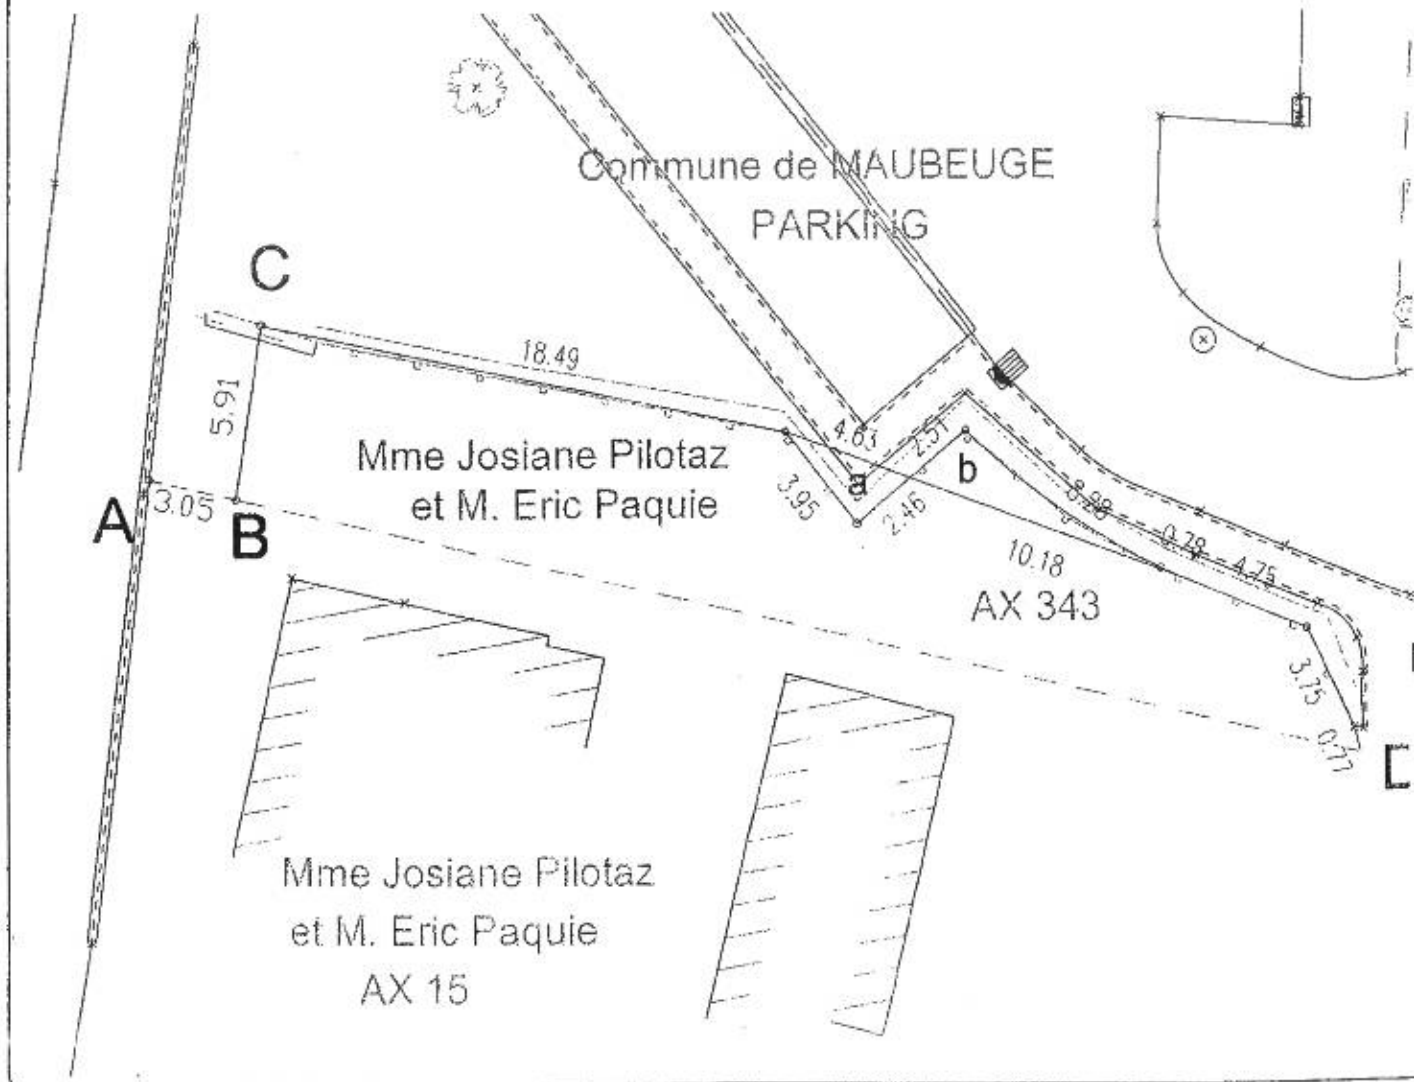 Commune de MAUBEUGE
PARKING
C
18.49
5.91
4.63
2.51
Mme Josiane Pilotaz
et M. Eric Paquie
a
b
3.95
2.46
A
3.05
B
10.18
0.78
4.75
AX 343
3.75
0.77
Mme Josiane Pilotaz
et M. Eric Paquie
AX 15